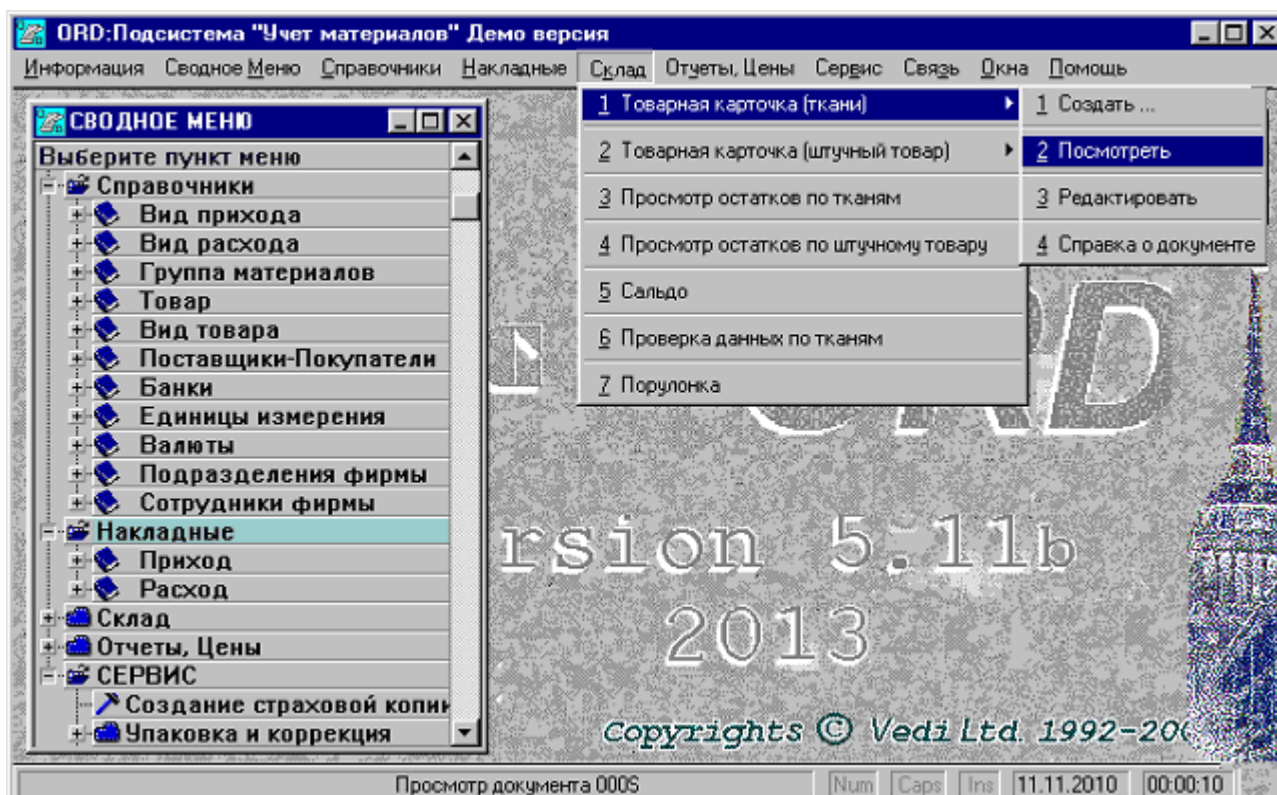 ORD:Подсистема "Учет материалов" Демо версия
Информация Сводное Меню Справочники Накладные Склад Отчеты, Цены Сервис Связь Окна Помощь
СВОДНОЕ МЕНЮ
Выберите пункт меню
Справочники
Вид прихода
Вид расхода
Группа материалов
Товар
Вид товара
Поставщики-Покупатели
Банки
Единицы измерения
Валюты
Подразделения фирмы
Сотрудники фирмы
Накладные
Приход
Расход
Склад
Отчеты, Цены
СЕРВИС
Создание страховой копии
Упаковка и коррекция
1 Товарная карточка (ткани)
2 Товарная карточка (штучный товар)
3 Просмотр остатков по тканям
4 Просмотр остатков по штучному товару
5 Сальдо
6 Проверка данных по тканям
7 Порулонка
1 Создать ...
2 Посмотреть
3 Редактировать
4 Справка о документе
ORD
rsion 5.11b
2013
Copyrights © Vedi Ltd. 1992-20
Просмотр документа 000S Num Caps Ins 11.11.2010 00:00:10